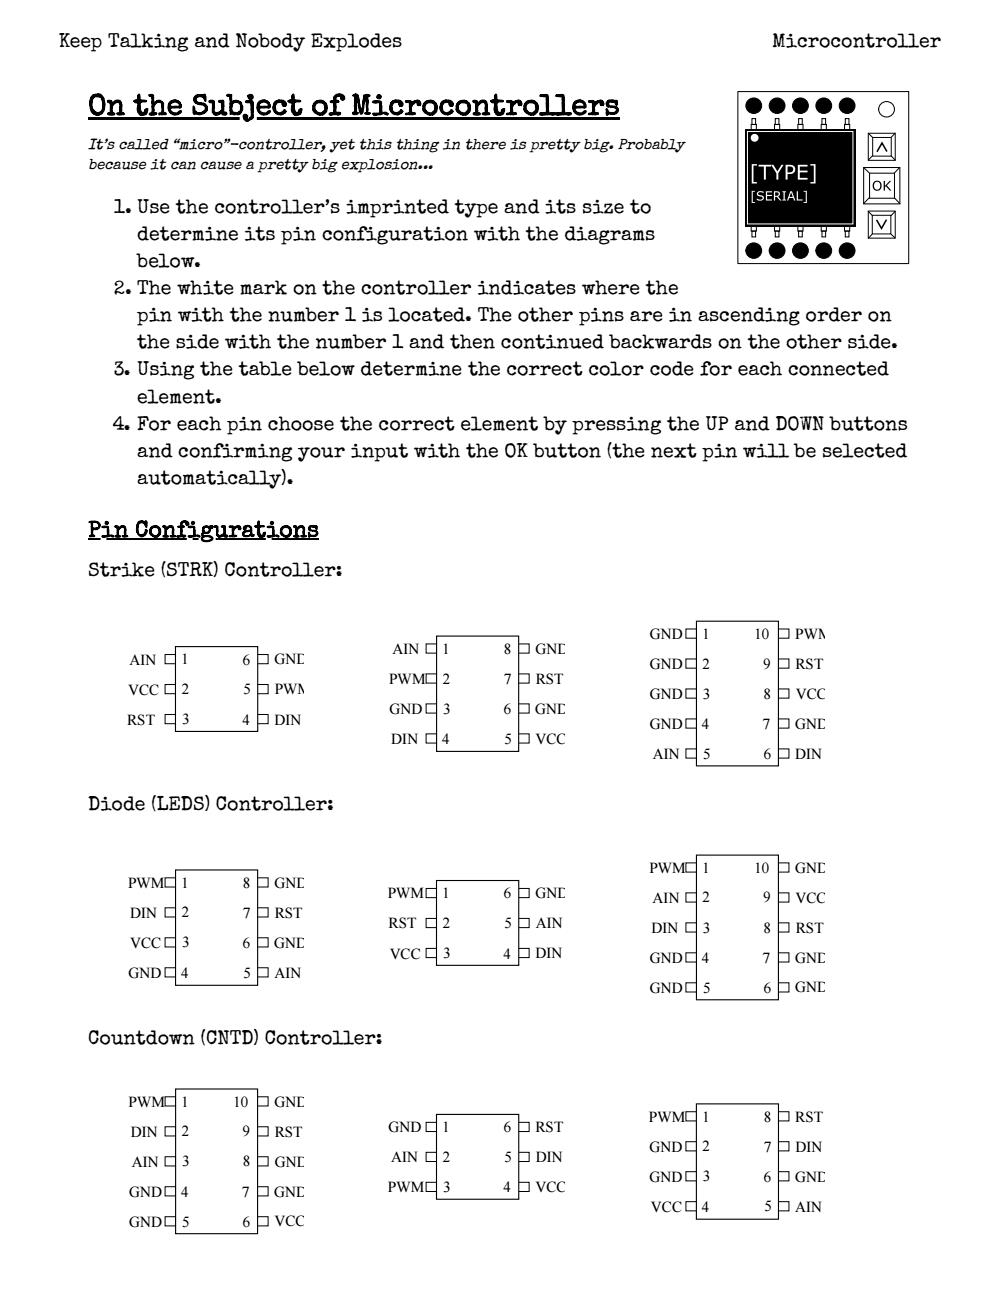 Keep Talking and Nobody Explodes Microcontroller
On the Subject of Microcontrollers
It's called “micro”-controller, yet this thing in there is pretty big. Probably
because it can cause a pretty big explosion...
[TYPE]
[SERIAL]
OK
1. Use the controller's imprinted type and its size to
determine its pin configuration with the diagrams
below.
2. The white mark on the controller indicates where the
pin with the number 1 is located. The other pins are in ascending order on
the side with the number 1 and then continued backwards on the other side.
3. Using the table below determine the correct color code for each connected
element.
4. For each pin choose the correct element by pressing the UP and DOWN buttons
and confirming your input with the OK button (the next pin will be selected
automatically).
Pin Configurations
Strike (STRK) Controller:
AIN 1 6 GND
VCC 2 5 PWM
RST 3 4 DIN
AIN 1 8 GND
PWM 2 7 RST
GND 3 6 GND
DIN 4 5 VCC
GND 1 10 PWM
GND 2 9 RST
GND 3 8 VCC
GND 4 7 GND
AIN 5 6 DIN
Diode (LEDS) Controller:
PWM 1 8 GND
DIN 2 7 RST
VCC 3 6 GND
GND 4 5 AIN
PWM 1 6 GND
RST 2 5 AIN
VCC 3 4 DIN
PWM 1 10 GND
AIN 2 9 VCC
DIN 3 8 RST
GND 4 7 GND
GND 5 6 GND
Countdown (CNTD) Controller:
PWM 1 10 GND
DIN 2 9 RST
AIN 3 8 GND
GND 4 7 GND
GND 5 6 VCC
GND 1 6 RST
AIN 2 5 DIN
PWM 3 4 VCC
PWM 1 8 RST
GND 2 7 DIN
GND 3 6 GND
VCC 4 5 AIN